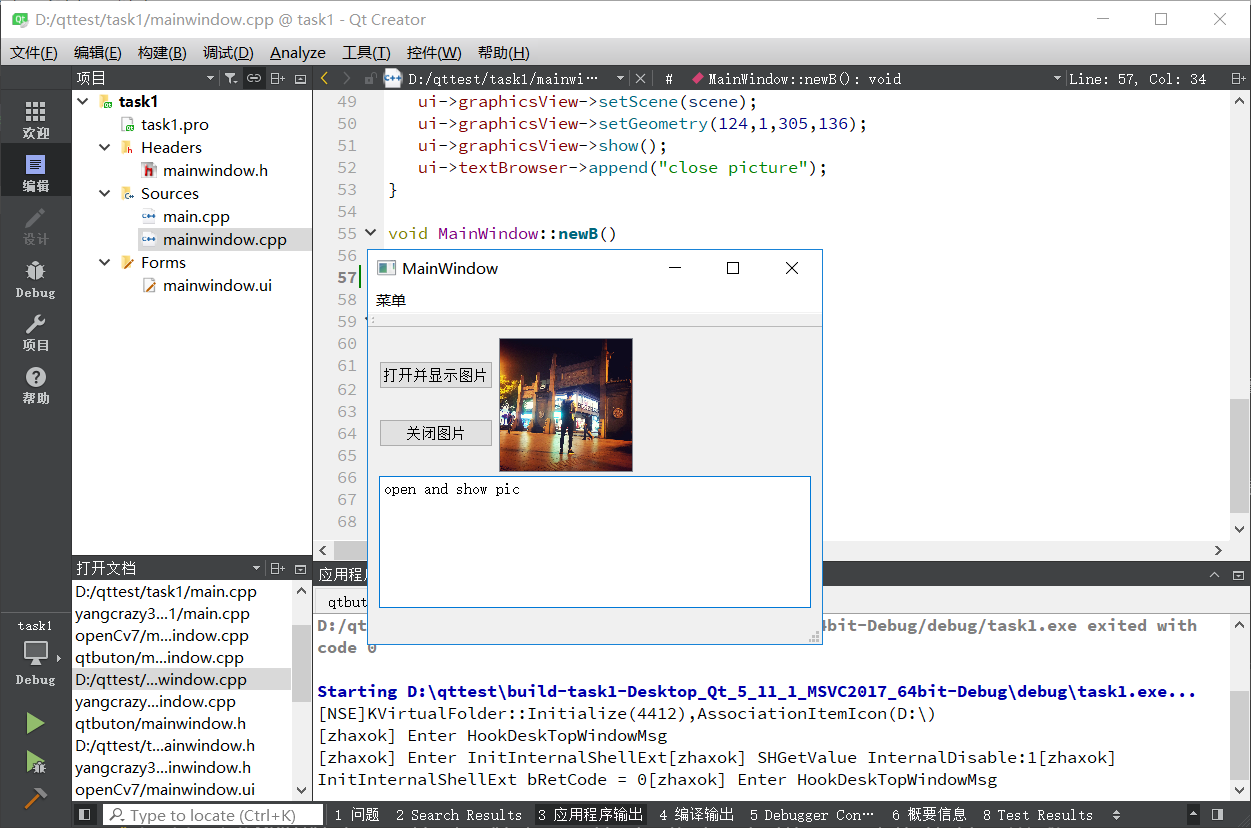 D:/qttest/task1/mainwindow.cpp @ task1 - Qt Creator
文件(F) 编辑(E) 构建(B) 调试(D) Analyze 工具(T) 控件(W) 帮助(H)
项目
D:/qttest/task1/mainwi… # MainWindow::newB(): void Line: 57, Col: 34
欢迎
编辑
设计
Debug
项目
帮助
task1
task1.pro
Headers
mainwindow.h
Sources
main.cpp
mainwindow.cpp
Forms
mainwindow.ui
49 ui->graphicsView->setScene(scene);
50 ui->graphicsView->setGeometry(124,1,305,136);
51 ui->graphicsView->show();
52 ui->textBrowser->append("close picture");
53 }
54
55 void MainWindow::newB()
56
57
58
59
60
61
62
63
64
65
66
67
68
MainWindow
菜单
打开并显示图片
关闭图片
open and show pic
打开文档
D:/qttest/task1/main.cpp
yangcrazy3...1/main.cpp
openCv7/m...indow.cpp
qtbuton/m...indow.cpp
D:/qttest/...window.cpp
yangcrazy...indow.cpp
qtbuton/mainwindow.h
D:/qttest/t...ainwindow.h
yangcrazy3...inwindow.h
openCv7/mainwindow.ui
task1
Debug
应用程
qtbut
D:/qt 4bit-Debug/debug/task1.exe exited with
code 0
Starting D:\qttest\build-task1-Desktop_Qt_5_11_1_MSVC2017_64bit-Debug\debug\task1.exe...
[NSE]KVirtualFolder::Initialize(4412),AssociationItemIcon(D:\)
[zhaxok] Enter HookDeskTopWindowMsg
[zhaxok] Enter InitInternalShellExt[zhaxok] SHGetValue InternalDisable:1[zhaxok]
InitInternalShellExt bRetCode = 0[zhaxok] Enter HookDeskTopWindowMsg
Type to locate (Ctrl+K) 1 问题 2 Search Results 3 应用程序输出 4 编译输出 5 Debugger Con… 6 概要信息 8 Test Results